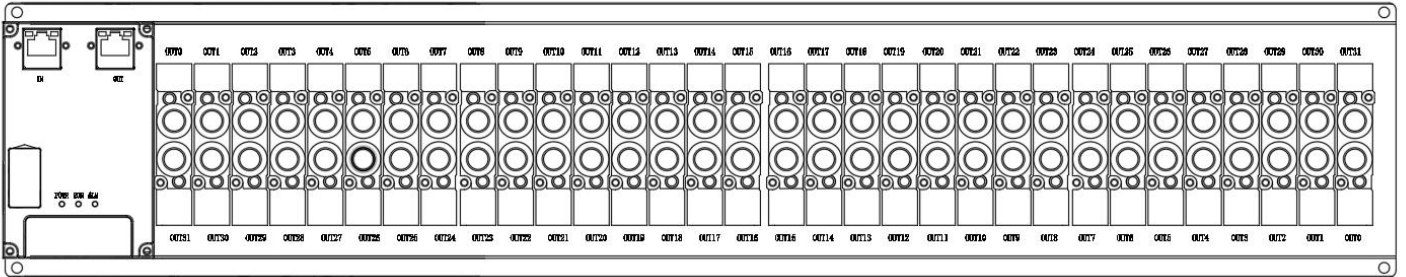 OUT0 OUT1 OUT2 OUT3 OUT4 OUT5 OUT6 OUT7 OUT8 OUT9 OUT10 OUT11 OUT12 OUT13 OUT14 OUT15 OUT16 OUT17 OUT18 OUT19 OUT20 OUT21 OUT22 OUT23 OUT24 OUT25 OUT26 OUT27 OUT28 OUT29 OUT30 OUT31
IN OUT
POWER RUN ALM
OUT31 OUT30 OUT29 OUT28 OUT27 OUT26 OUT25 OUT24 OUT23 OUT22 OUT21 OUT20 OUT19 OUT18 OUT17 OUT16 OUT15 OUT14 OUT13 OUT12 OUT11 OUT10 OUT9 OUT8 OUT7 OUT6 OUT5 OUT4 OUT3 OUT2 OUT1 OUT0